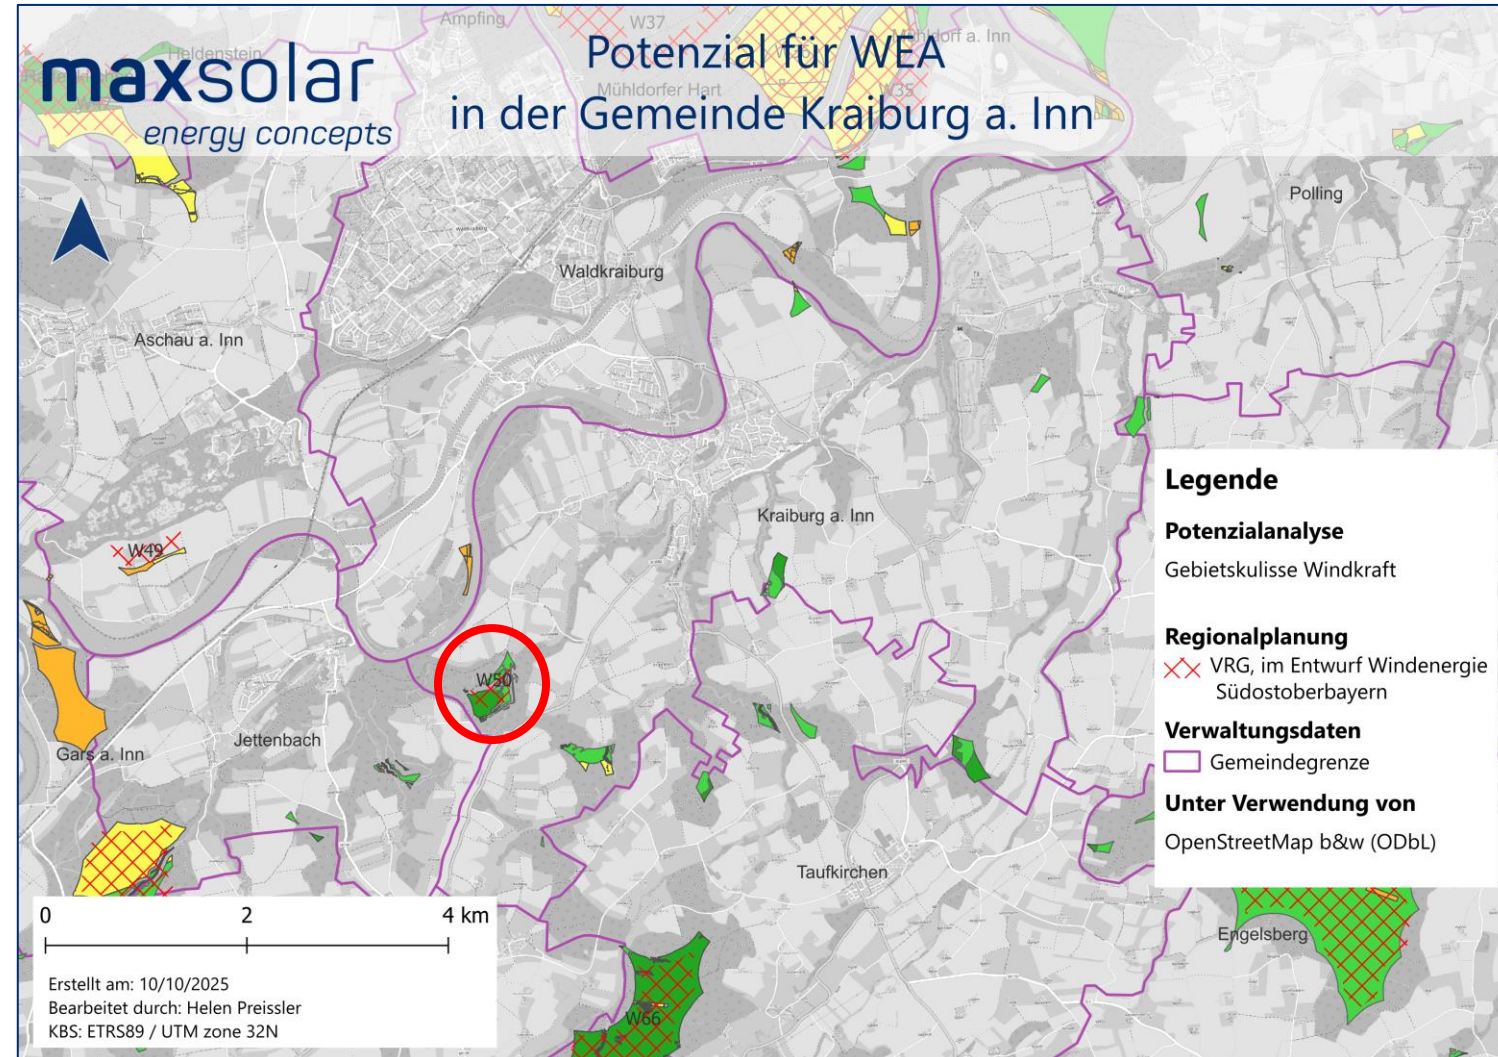 Ampfing
W37
Mühldorf a. Inn
Heldenstein
maxsolar
energy concepts
Potenzial für WEA
in der Gemeinde Kraiburg a. Inn
Mühldorfer Hart
W35
Polling
Waldkraiburg
Aschau a. Inn
W49
Kraiburg a. Inn
W50
Gars a. Inn
Jettenbach
Taufkirchen
Engelsberg
W66
Legende
Potenzialanalyse
Gebietskulisse Windkraft
Regionalplanung
VRG, im Entwurf Windenergie
Südostoberbayern
Verwaltungsdaten
Gemeindegrenze
Unter Verwendung von
OpenStreetMap b&w (ODbL)
0 2 4 km
Erstellt am: 10/10/2025
Bearbeitet durch: Helen Preissler
KBS: ETRS89 / UTM zone 32N